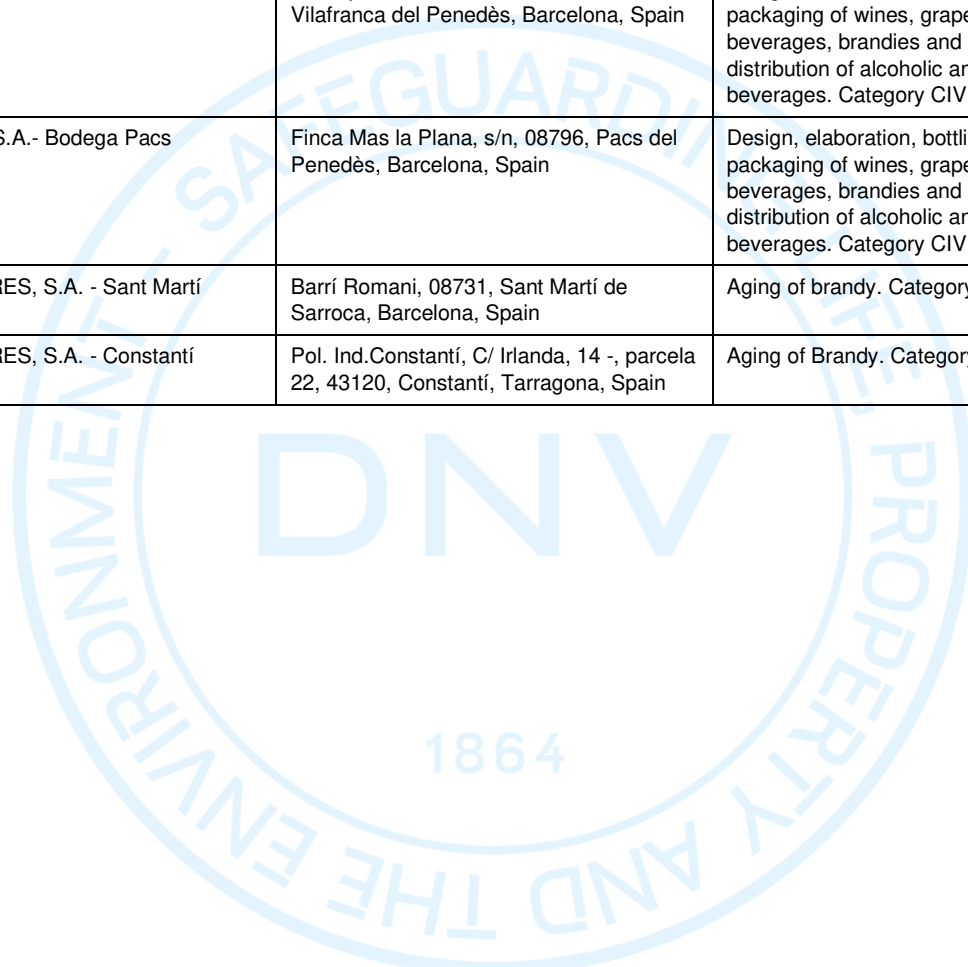 Vilafranca del Penedès, Barcelona, Spain
packaging of wines, grape
beverages, brandies and
distribution of alcoholic an
beverages. Category CIV
S.A.- Bodega Pacs
Finca Mas la Plana, s/n, 08796, Pacs del
Penedès, Barcelona, Spain
Design, elaboration, bottli
packaging of wines, grape
beverages, brandies and
distribution of alcoholic an
beverages. Category CIV
RES, S.A. - Sant Martí
Barrí Romani, 08731, Sant Martí de
Sarroca, Barcelona, Spain
Aging of brandy. Category
RES, S.A. - Constantí
Pol. Ind.Constantí, C/ Irlanda, 14 -, parcela
22, 43120, Constantí, Tarragona, Spain
Aging of Brandy. Category
SAFEGUARDING LIFE, PROPERTY AND THE ENVIRONMENT –
DNV
1864